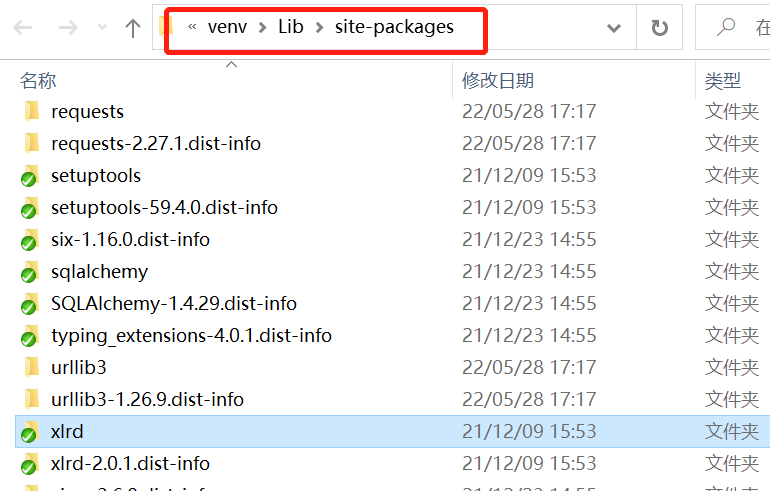 « venv > Lib > site-packages
在
名称 修改日期 类型
requests 22/05/28 17:17 文件夹
requests-2.27.1.dist-info 22/05/28 17:17 文件夹
setuptools 21/12/09 15:53 文件夹
setuptools-59.4.0.dist-info 21/12/09 15:53 文件夹
six-1.16.0.dist-info 21/12/23 14:55 文件夹
sqlalchemy 21/12/23 14:55 文件夹
SQLAlchemy-1.4.29.dist-info 21/12/23 14:55 文件夹
typing_extensions-4.0.1.dist-info 21/12/23 14:55 文件夹
urllib3 22/05/28 17:17 文件夹
urllib3-1.26.9.dist-info 22/05/28 17:17 文件夹
xlrd 21/12/09 15:53 文件夹
xlrd-2.0.1.dist-info 21/12/09 15:53 文件夹